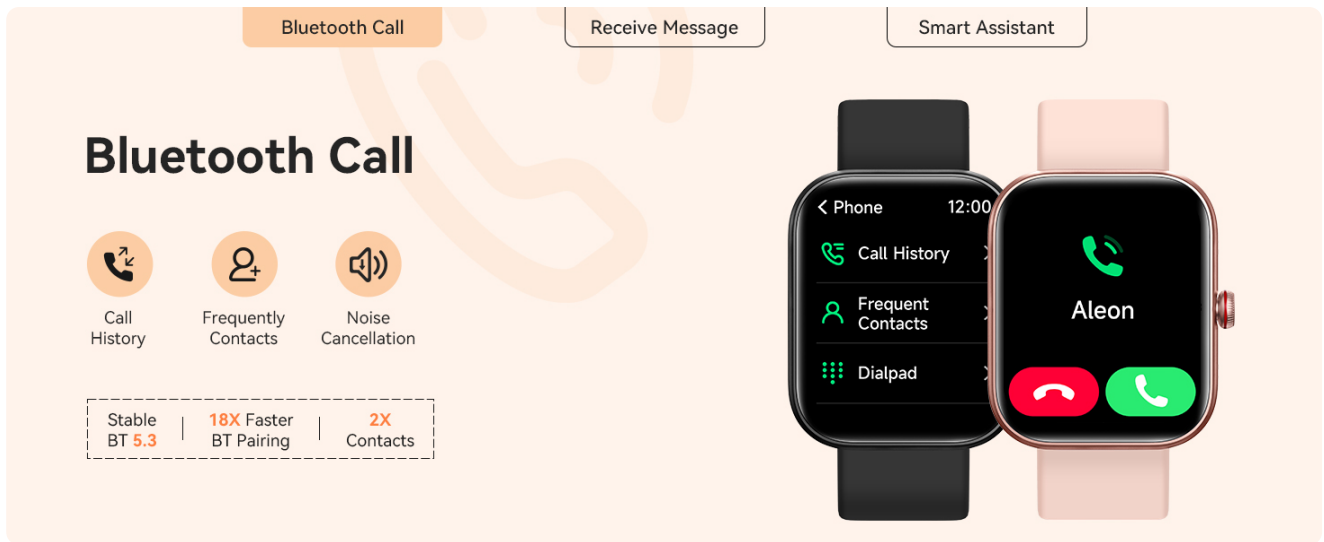 Bluetooth Call
Receive Message
Smart Assistant
Bluetooth Call
Call
History
Frequently
Contacts
Noise
Cancellation
Stable
BT 5.3
18X Faster
BT Pairing
2X
Contacts
Phone 12:00
Call History
Frequent
Contacts
Dialpad
Aleon